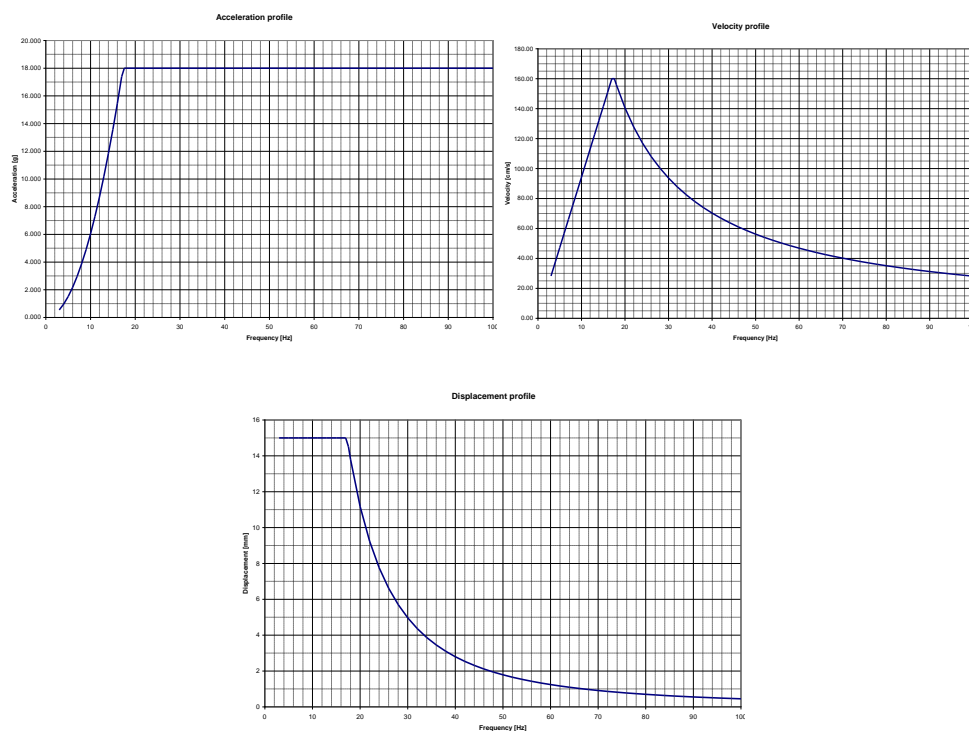 Acceleration profile
20.000
18.000
16.000
14.000
12.000
10.000
8.000
6.000
4.000
2.000
0.000
Acceleration [g]
0 10 20 30 40 50 60 70 80 90 100
Frequency [Hz]
Velocity profile
180.00
160.00
140.00
120.00
100.00
80.00
60.00
40.00
20.00
0.00
Velocity [cm/s]
0 10 20 30 40 50 60 70 80 90
Frequency [Hz]
Displacement profile
16
14
12
10
8
6
4
2
0
Displacement [mm]
0 10 20 30 40 50 60 70 80 90 100
Frequency [Hz]